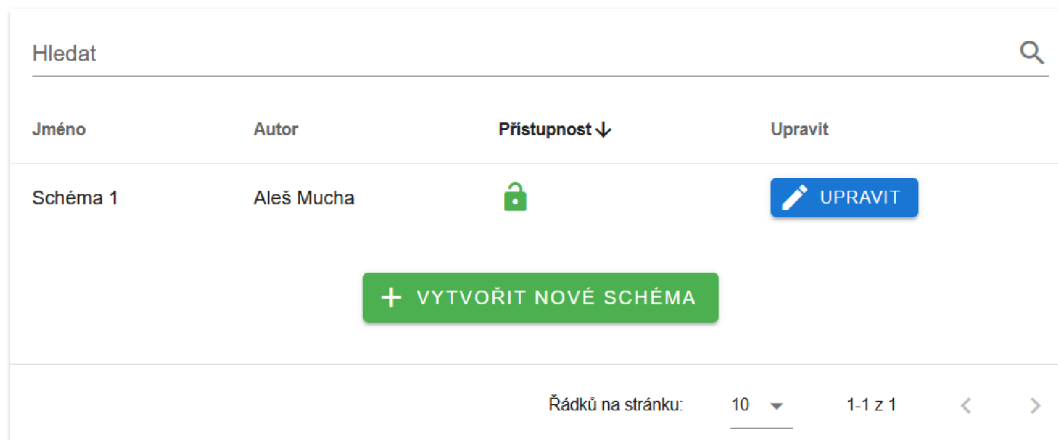 Hledat
Jméno Autor Přístupnost Upravit
Schéma 1 Aleš Mucha UPRAVIT
VYTVOŘIT NOVÉ SCHÉMA
Řádků na stránku: 10 1-1 z 1